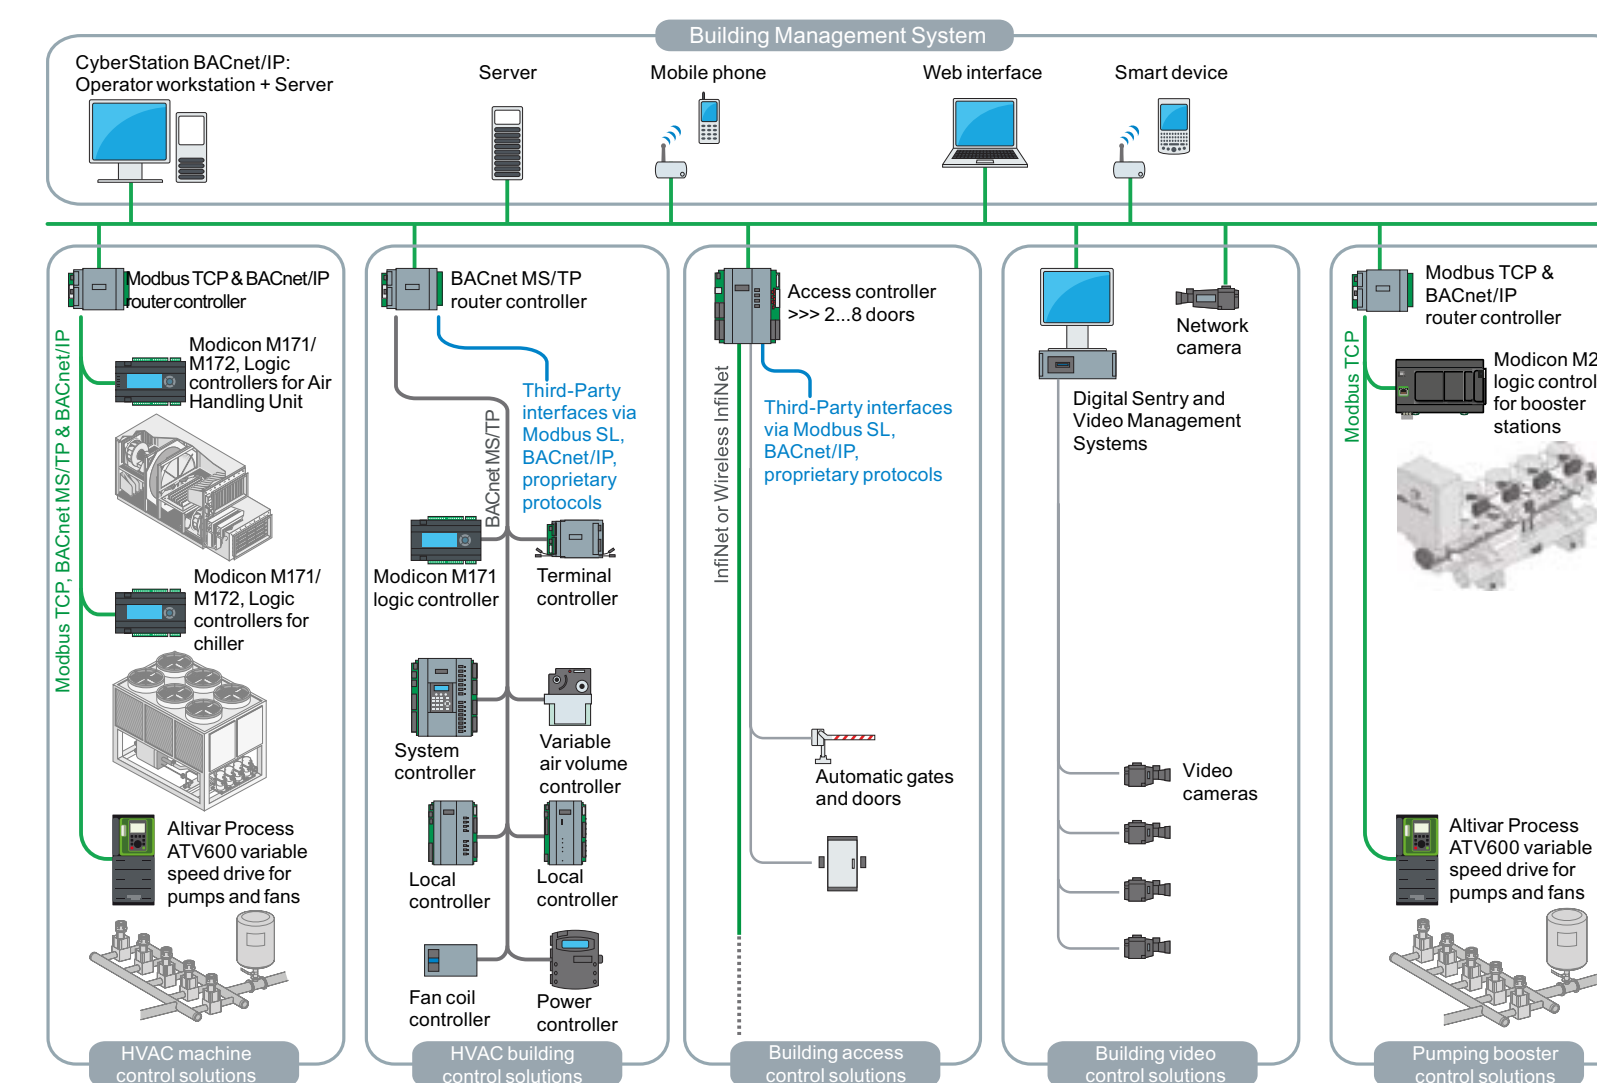 Building Management System
CyberStation BACnet/IP:
Operator workstation + Server
Server
Mobile phone
Web interface
Smart device
Modbus TCP & BACnet/IP
router controller
Modbus TCP, BACnet MS/TP & BACnet/IP
Modicon M171/
M172, Logic
controllers for Air
Handling Unit
Modicon M171/
M172, Logic
controllers for
chiller
Altivar Process
ATV600 variable
speed drive for
pumps and fans
HVAC machine
control solutions
BACnet MS/TP
router controller
Third-Party
interfaces via
Modbus SL,
BACnet/IP,
proprietary
protocols
BACnet MS/TP
Modicon M171
logic controller
Terminal
controller
System
controller
Variable
air volume
controller
Local
controller
Local
controller
Fan coil
controller
Power
controller
HVAC building
control solutions
Access controller
>>> 2...8 doors
InfiNet or Wireless InfiNet
Third-Party interfaces
via Modbus SL,
BACnet/IP,
proprietary protocols
Automatic gates
and doors
Building access
control solutions
Network
camera
Digital Sentry and
Video Management
Systems
Video
cameras
Building video
control solutions
Modbus TCP &
BACnet/IP
router controller
Modbus TCP
Modicon M2
logic control
for booster
stations
Altivar Process
ATV600 variable
speed drive for
pumps and fans
Pumping booster
control solutions